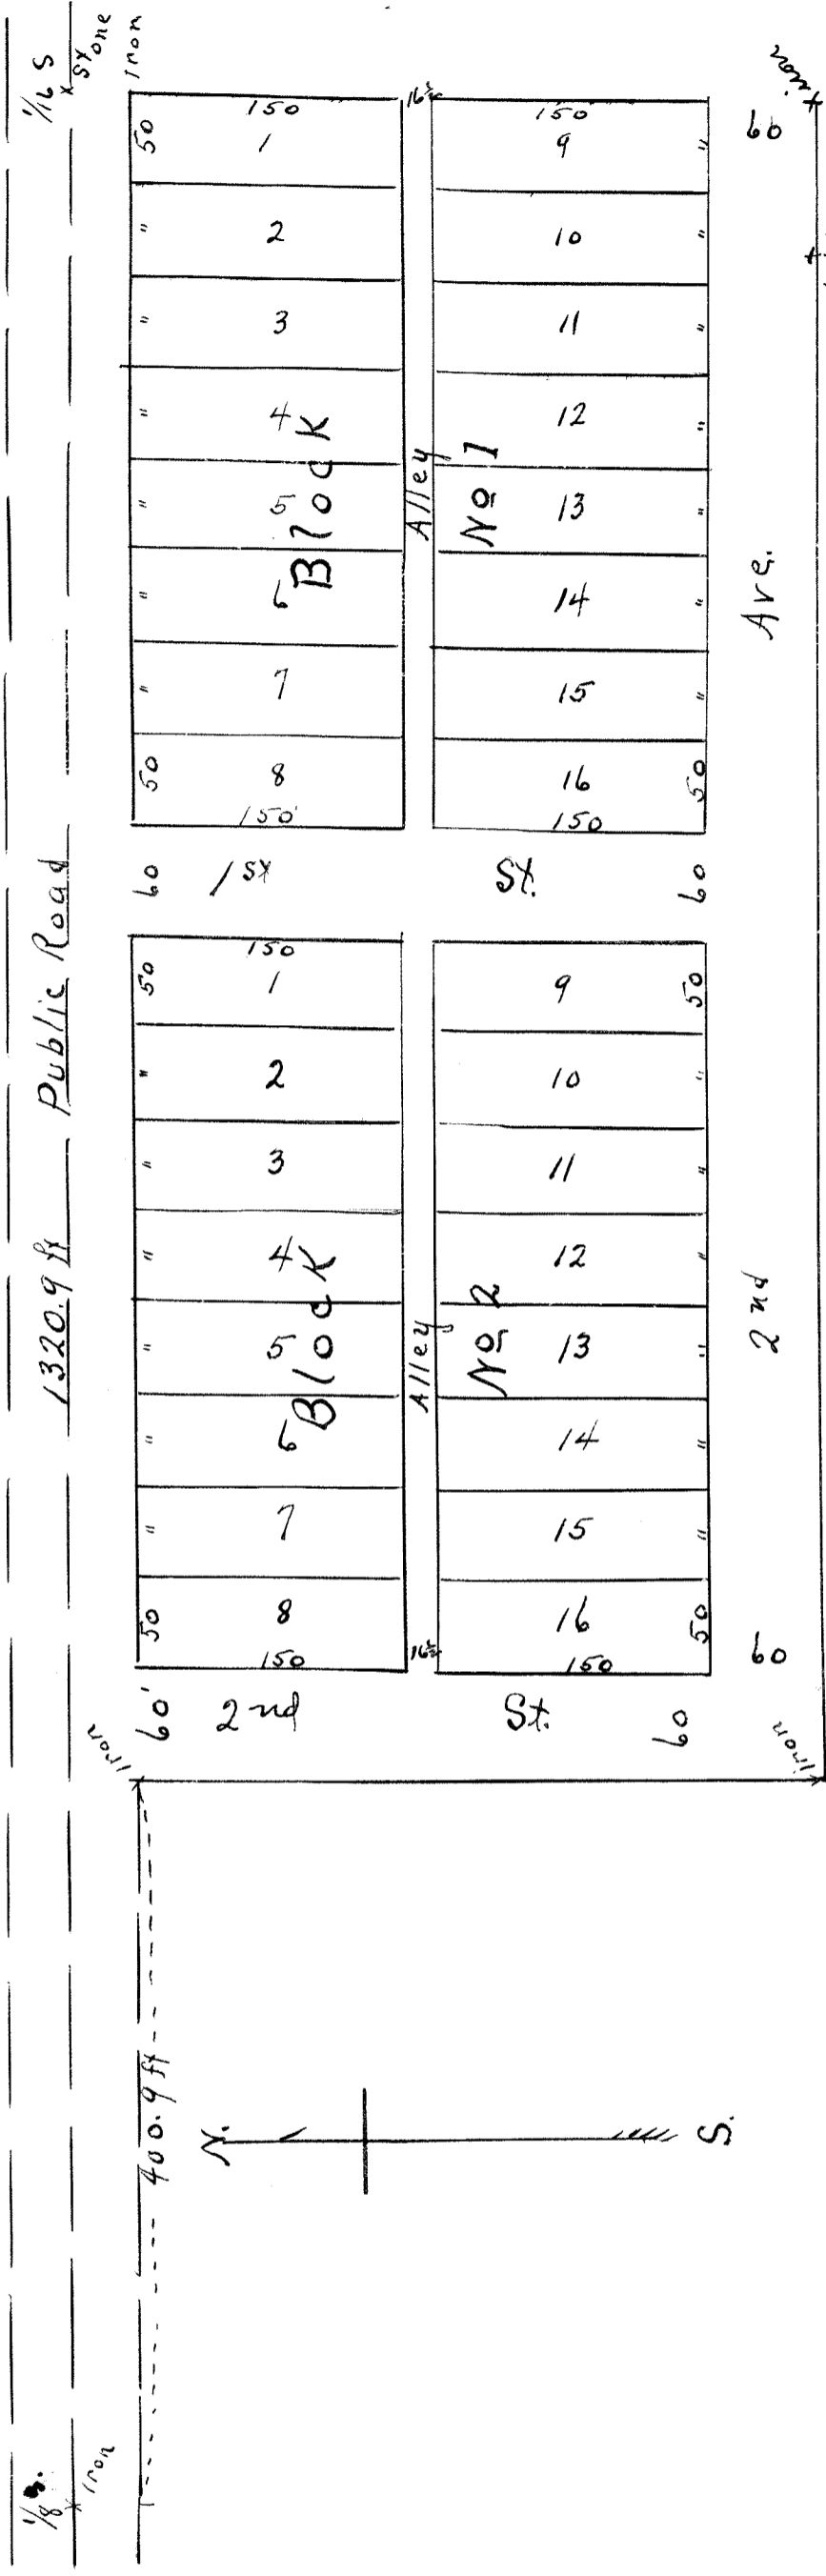 1/16 S
x Stone
Iron
1320.9 ft Public Road
1/8 S.
x Iron
50 " " " " " " 50
150
1 2 3 4 5 6 7 8
150'
Block
16½
Alley
No 1
150
9 10 11 12 13 14 15 16
150
" " " " " " " 50
60 1st St. 60
50 " " " " " " 50
150
1 2 3 4 5 6 7 8
150
Block
Alley
16½
No 2
9 10 11 12 13 14 15 16
150
50 " " " " " " 50
Iron
60' 2nd St. 60
60 2nd Ave. 60
x iron
Iron
400.9 ft
N.
S.